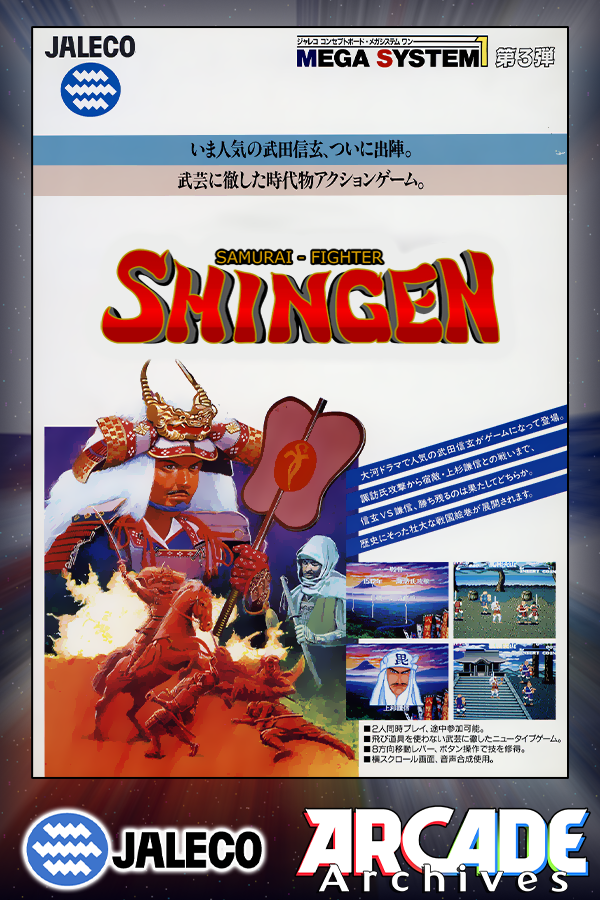 JALECO
ジャレコ コンセプトボード・メガシステム ワン
MEGA SYSTEM 1 第3弾
いま人気の武田信玄、ついに出陣。
武芸に徹した時代物アクションゲーム。
SAMURAI - FIGHTER
SHINGEN
大河ドラマで人気の武田信玄がゲームになって登場。
諏訪氏攻撃から宿敵・上杉謙信との戦いまで、
信玄VS謙信、勝ち残るのは果たしてどちらか。
歴史にそった壮大な戦国絵巻が展開されます。
毘
上杉謙信
■2人同時プレイ、途中参加可能。
■飛び道具を使わない武芸に徹したニュータイプゲーム。
■8方向移動レバー、ボタン操作で技を修得。
■横スクロール画面、音声合成使用。
JALECO
ARCADE
Archives